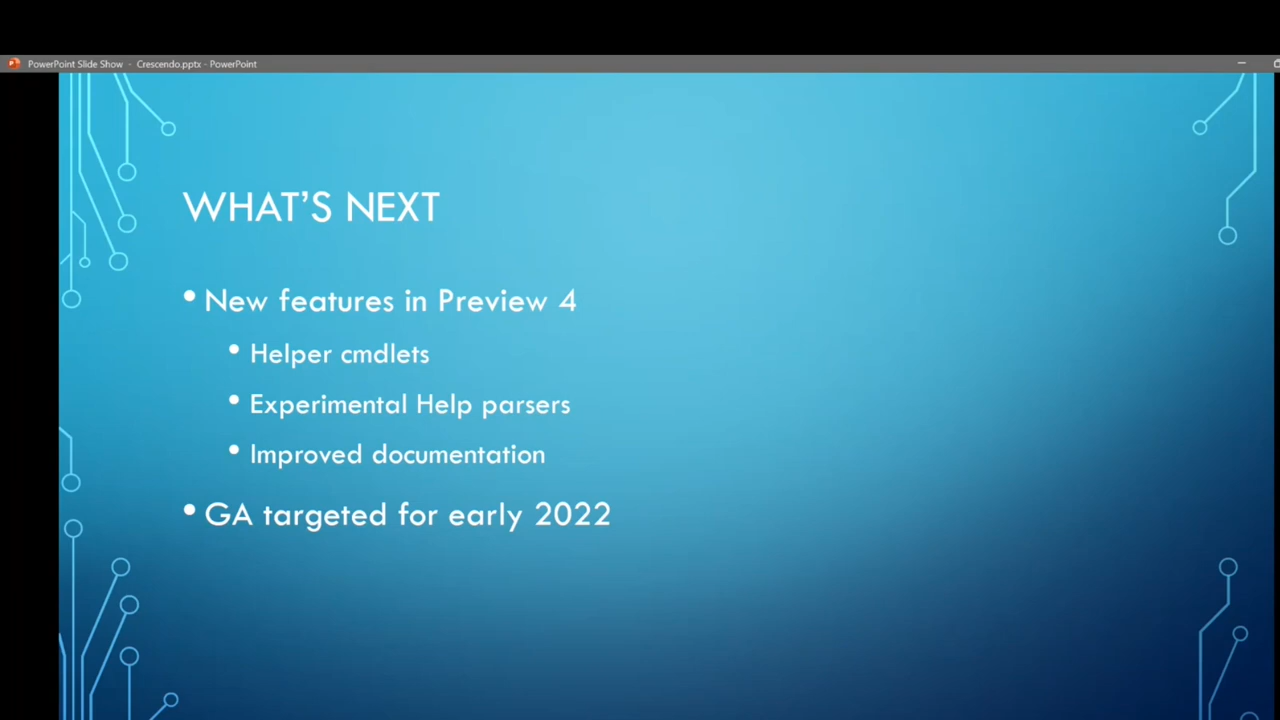 PowerPoint Slide Show - Crescendo.pptx - PowerPoint
WHAT'S NEXT
• New features in Preview 4
• Helper cmdlets
• Experimental Help parsers
• Improved documentation
• GA targeted for early 2022